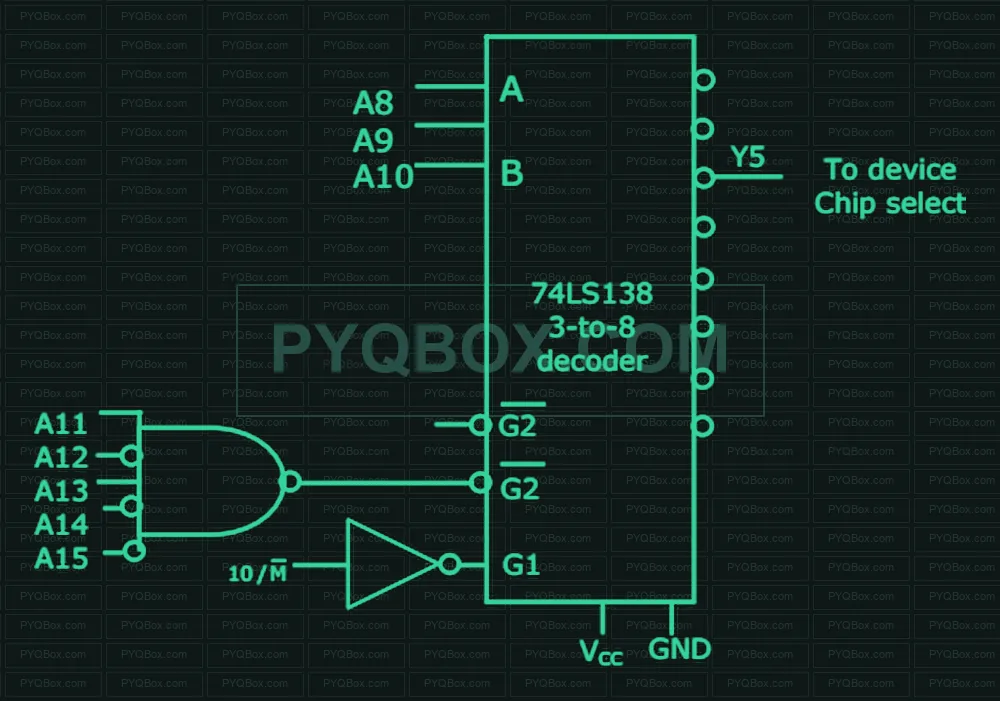 A8
A9
A10
A
B
Y5
To device
Chip select
74LS138
3-to-8
decoder
PYQBOX.COM
A11
A12
A13
A14
A15
G2
G2
10/M
G1
VCC
GND
PYQBox.com